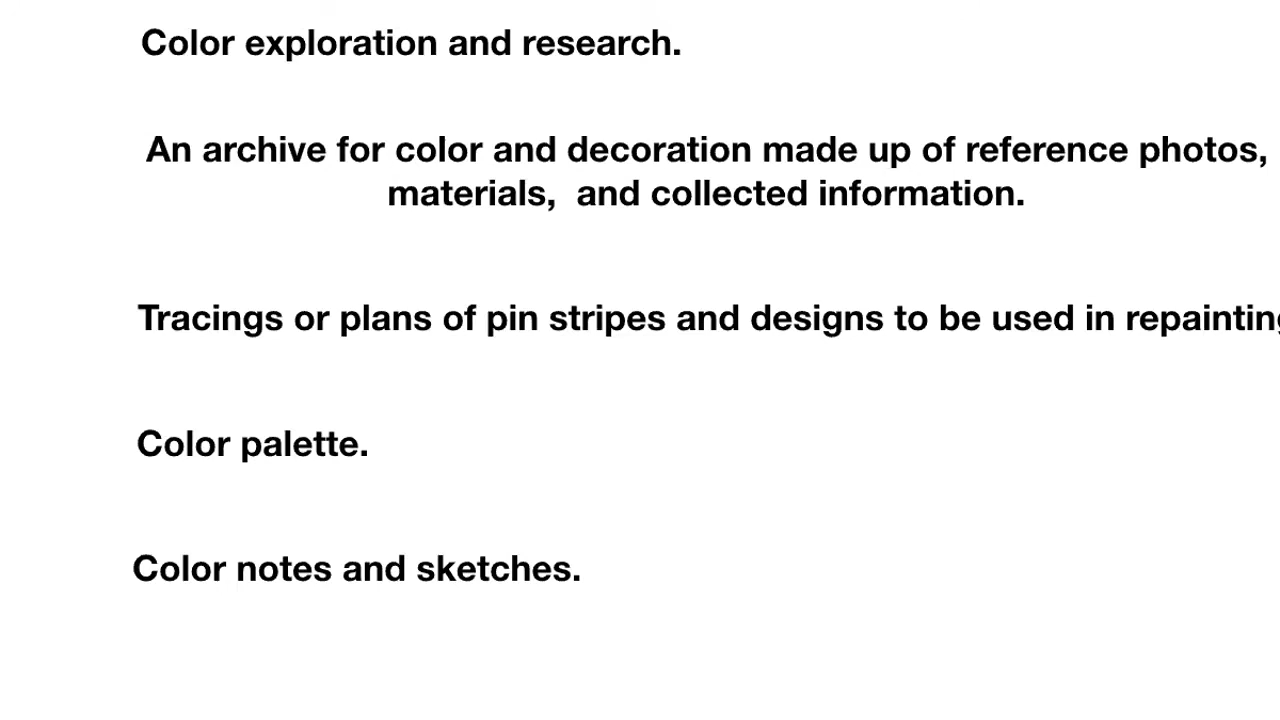 Color exploration and research.
An archive for color and decoration made up of reference photos,
materials,  and collected information.
Tracings or plans of pin stripes and designs to be used in repainting
Color palette.
Color notes and sketches.